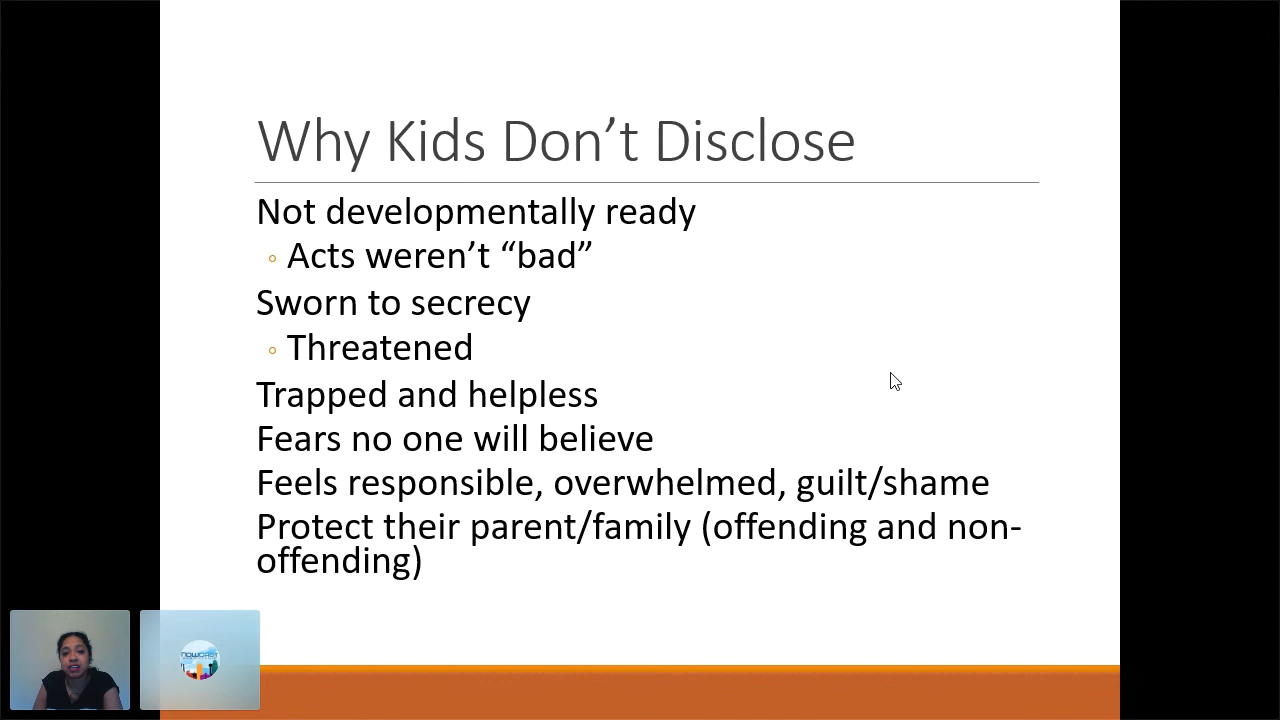 Why Kids Don’t Disclose
Not developmentally ready
◦ Acts weren’t “bad”
Sworn to secrecy
◦ Threatened
Trapped and helpless
Fears no one will believe
Feels responsible, overwhelmed, guilt/shame
Protect their parent/family (offending and non-
offending)
NOWCAST